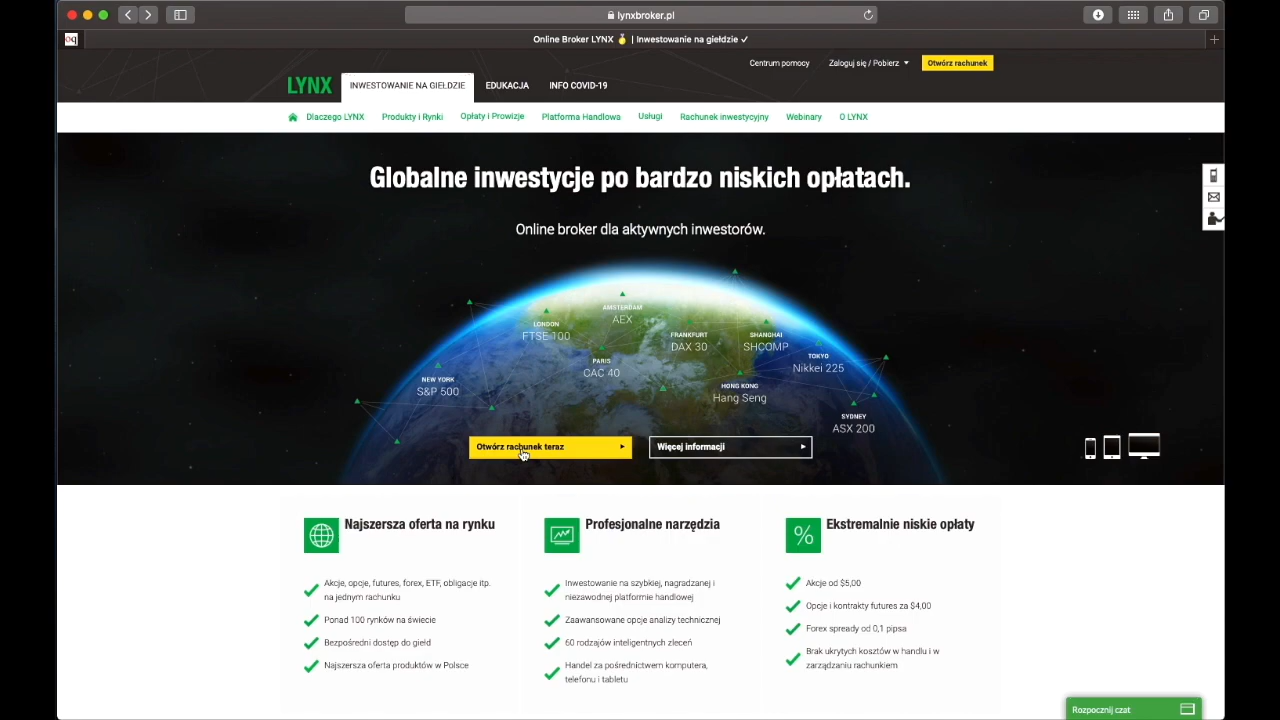 lynxbroker.pl
Online Broker LYNX 🏅 | Inwestowanie na giełdzie ✓
Centrum pomocy
Zaloguj się / Pobierz
Otwórz rachunek
LYNX
INWESTOWANIE NA GIEŁDZIE
EDUKACJA
INFO COVID-19
Dlaczego LYNX
Produkty i Rynki
Opłaty i Prowizje
Platforma Handlowa
Usługi
Rachunek inwestycyjny
Webinary
O LYNX
Globalne inwestycje po bardzo niskich opłatach.
Online broker dla aktywnych inwestorów.
AMSTERDAM
AEX
LONDON
FTSE 100
FRANKFURT
DAX 30
SHANGHAI
SHCOMP
PARIS
CAC 40
TOKYO
Nikkei 225
NEW YORK
S&P 500
HONG KONG
Hang Seng
SYDNEY
ASX 200
Otwórz rachunek teraz
Więcej informacji
Najszersza oferta na rynku
Akcje, opcje, futures, forex, ETF, obligacje itp.
na jednym rachunku
Ponad 100 rynków na świecie
Bezpośredni dostęp do giełd
Najszersza oferta produktów w Polsce
Profesjonalne narzędzia
Inwestowanie na szybkiej, nagradzanej i
niezawodnej platformie handlowej
Zaawansowane opcje analizy technicznej
60 rodzajów inteligentnych zleceń
Handel za pośrednictwem komputera,
telefonu i tabletu
%
Ekstremalnie niskie opłaty
Akcje od $5,00
Opcje i kontrakty futures za $4,00
Forex spready od 0,1 pipsa
Brak ukrytych kosztów w handlu i w
zarządzaniu rachunkiem
Rozpocznij czat